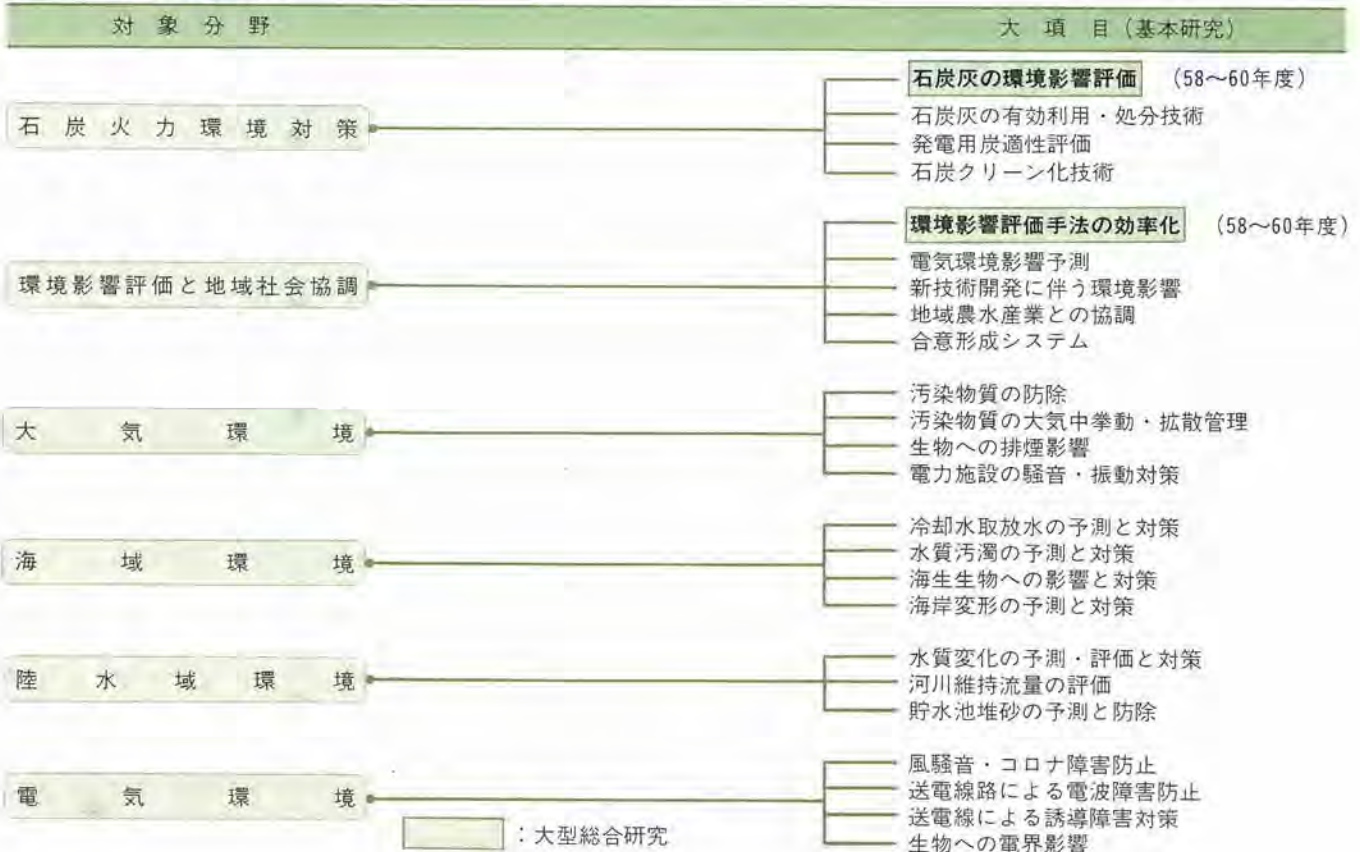 対象分野 大項目(基本研究)
石炭火力環境対策
石炭灰の環境影響評価 (58～60年度)
石炭灰の有効利用・処分技術
発電用炭適性評価
石炭クリーン化技術
環境影響評価と地域社会協調
環境影響評価手法の効率化 (58～60年度)
電気環境影響予測
新技術開発に伴う環境影響
地域農水産業との協調
合意形成システム
大気環境
汚染物質の防除
汚染物質の大気中挙動・拡散管理
生物への排煙影響
電力施設の騒音・振動対策
海域環境
冷却水取放水の予測と対策
水質汚濁の予測と対策
海生生物への影響と対策
海岸変形の予測と対策
陸水域環境
水質変化の予測・評価と対策
河川維持流量の評価
貯水池堆砂の予測と防除
電気環境
風騒音・コロナ障害防止
送電線路による電波障害防止
送電線による誘導障害対策
生物への電界影響
：大型総合研究